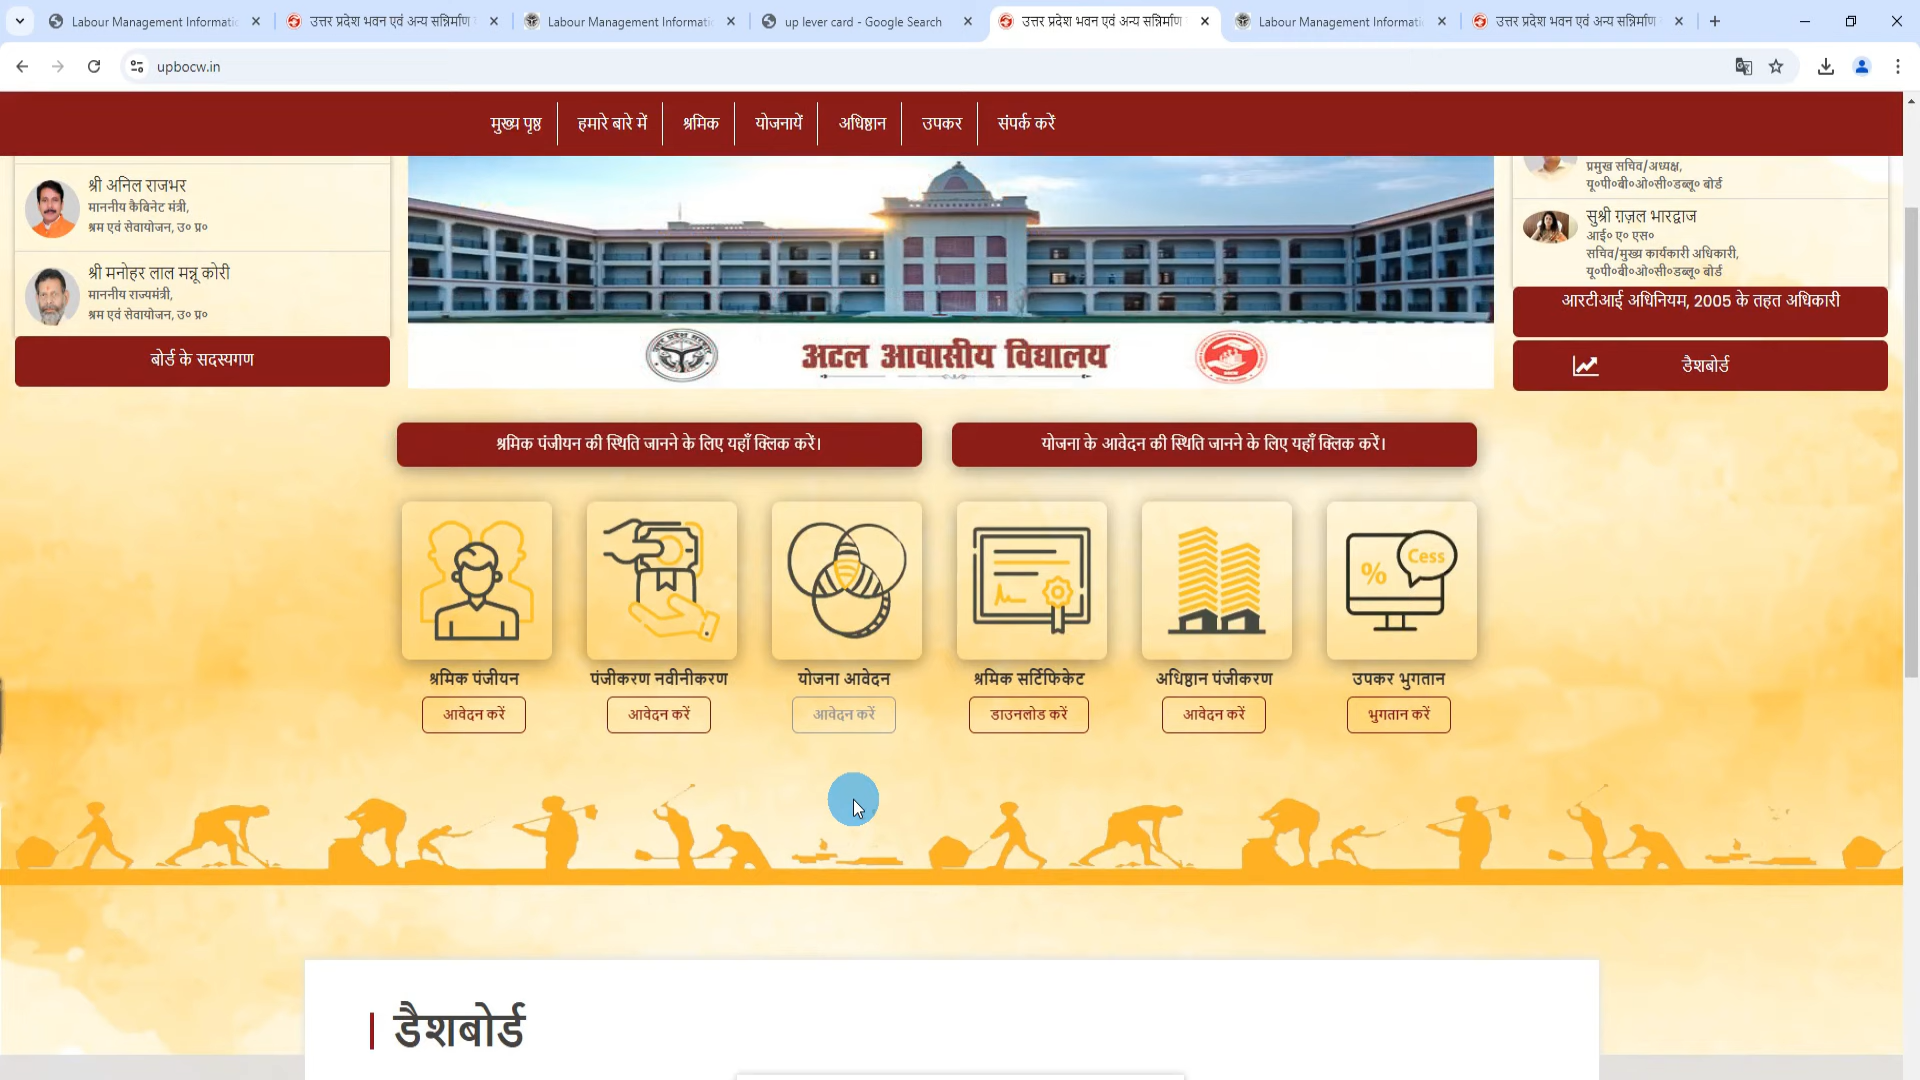 Labour Management Informatic
उत्तर प्रदेश भवन एवं अन्य सन्निर्माण
Labour Management Informatic
up lever card - Google Search
उत्तर प्रदेश भवन एवं अन्य सन्निर्माण
Labour Management Informatic
उत्तर प्रदेश भवन एवं अन्य सन्निर्माण
upbocw.in
मुख्य पृष्ठ
हमारे बारे में
श्रमिक
योजनायें
अधिष्ठान
उपकर
संपर्क करें
श्री अनिल राजभर
माननीय कैबिनेट मंत्री,
श्रम एवं सेवायोजन, उ० प्र०
श्री मनोहर लाल मन्नू कोरी
माननीय राज्यमंत्री,
श्रम एवं सेवायोजन, उ० प्र०
बोर्ड के सदस्यगण
अटल आवासीय विद्यालय
प्रमुख सचिव/अध्यक्ष,
यू०पी०बी०ओ०सी०डब्लू० बोर्ड
सुश्री ग़ज़ल भारद्वाज
आई० ए० एस०
सचिव/मुख्य कार्यकारी अधिकारी,
यू०पी०बी०ओ०सी०डब्लू० बोर्ड
आरटीआई अधिनियम, 2005 के तहत अधिकारी
डैशबोर्ड
श्रमिक पंजीयन की स्थिति जानने के लिए यहाँ क्लिक करें।
योजना के आवेदन की स्थिति जानने के लिए यहाँ क्लिक करें।
% Cess
श्रमिक पंजीयन
पंजीकरण नवीनीकरण
योजना आवेदन
श्रमिक सर्टिफिकेट
अधिष्ठान पंजीकरण
उपकर भुगतान
आवेदन करें
आवेदन करें
आवेदन करें
डाउनलोड करें
आवेदन करें
भुगतान करें
डैशबोर्ड